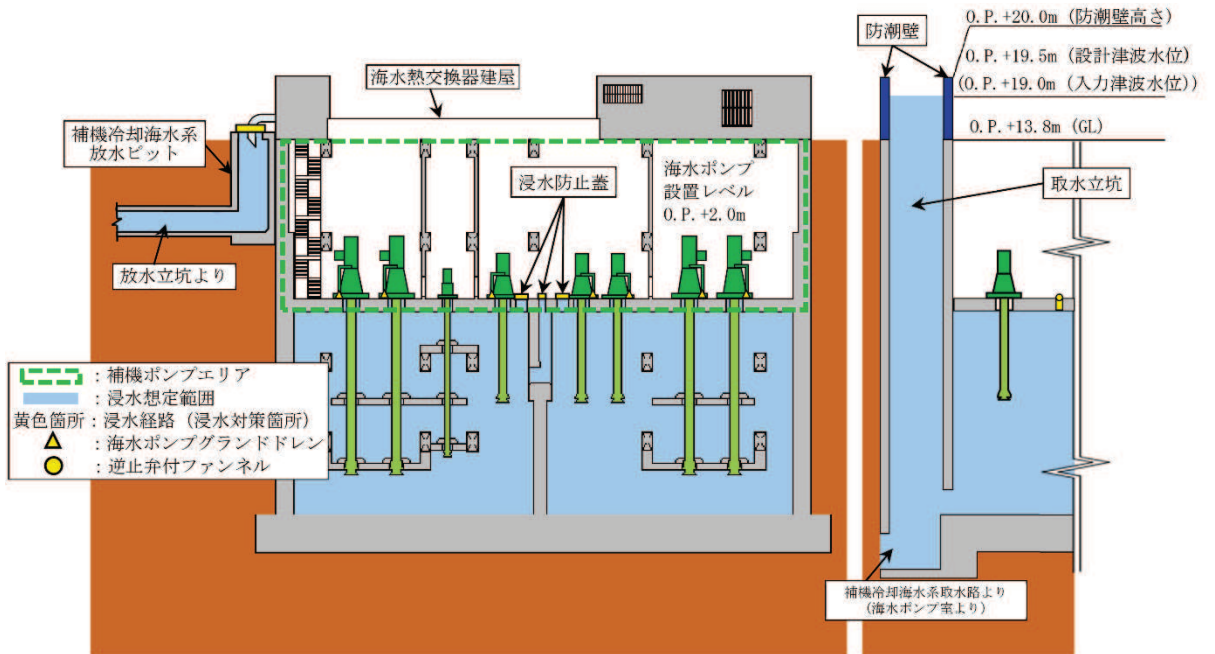 海水熱交換器建屋
補機冷却海水系
放水ピット
放水立坑より
浸水防止蓋
海水ポンプ
設置レベル
O.P.+2.0m
:補機ポンプエリア
:浸水想定範囲
黄色箇所:浸水経路(浸水対策箇所)
:海水ポンプグランドドレン
:逆止弁付ファンネル
防潮壁
O.P.+20.0m(防潮壁高さ)
O.P.+19.5m(設計津波水位)
(O.P.+19.0m(入力津波水位))
O.P.+13.8m(GL)
取水立坑
補機冷却海水系取水路より
(海水ポンプ室より)